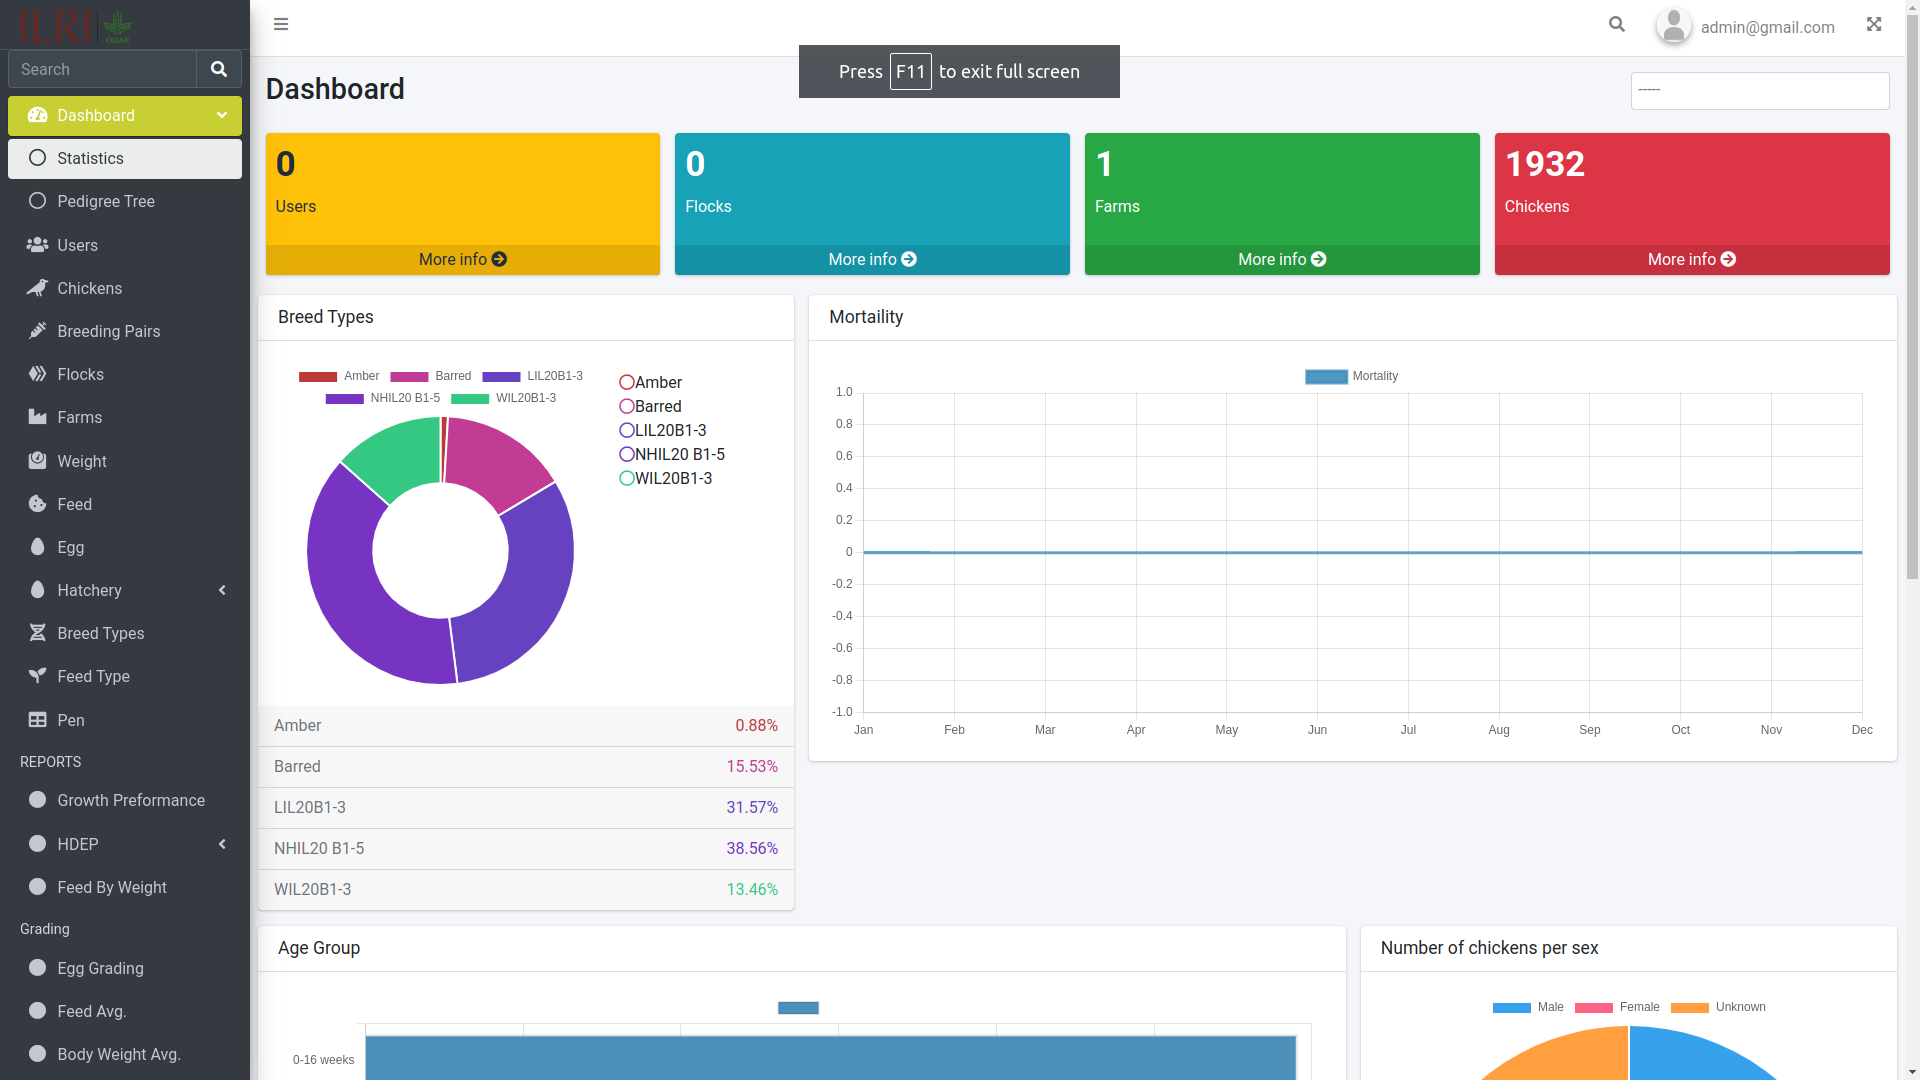 ILRI
CGIAR
Search
Dashboard
Statistics
Pedigree Tree
Users
Chickens
Breeding Pairs
Flocks
Farms
Weight
Feed
Egg
Hatchery
Breed Types
Feed Type
Pen
REPORTS
Growth Preformance
HDEP
Feed By Weight
Grading
Egg Grading
Feed Avg.
Body Weight Avg.
admin@gmail.com
Press F11 to exit full screen
Dashboard
-----
0
Users
More info
0
Flocks
More info
1
Farms
More info
1932
Chickens
More info
Breed Types
Amber Barred LIL20B1-3
NHIL20 B1-5 WIL20B1-3
Amber
Barred
LIL20B1-3
NHIL20 B1-5
WIL20B1-3
Amber 0.88%
Barred 15.53%
LIL20B1-3 31.57%
NHIL20 B1-5 38.56%
WIL20B1-3 13.46%
Mortaility
Mortality
1.0
0.8
0.6
0.4
0.2
0
-0.2
-0.4
-0.6
-0.8
-1.0
Jan Feb Mar Apr May Jun Jul Aug Sep Oct Nov Dec
Age Group
0-16 weeks
Number of chickens per sex
Male Female Unknown